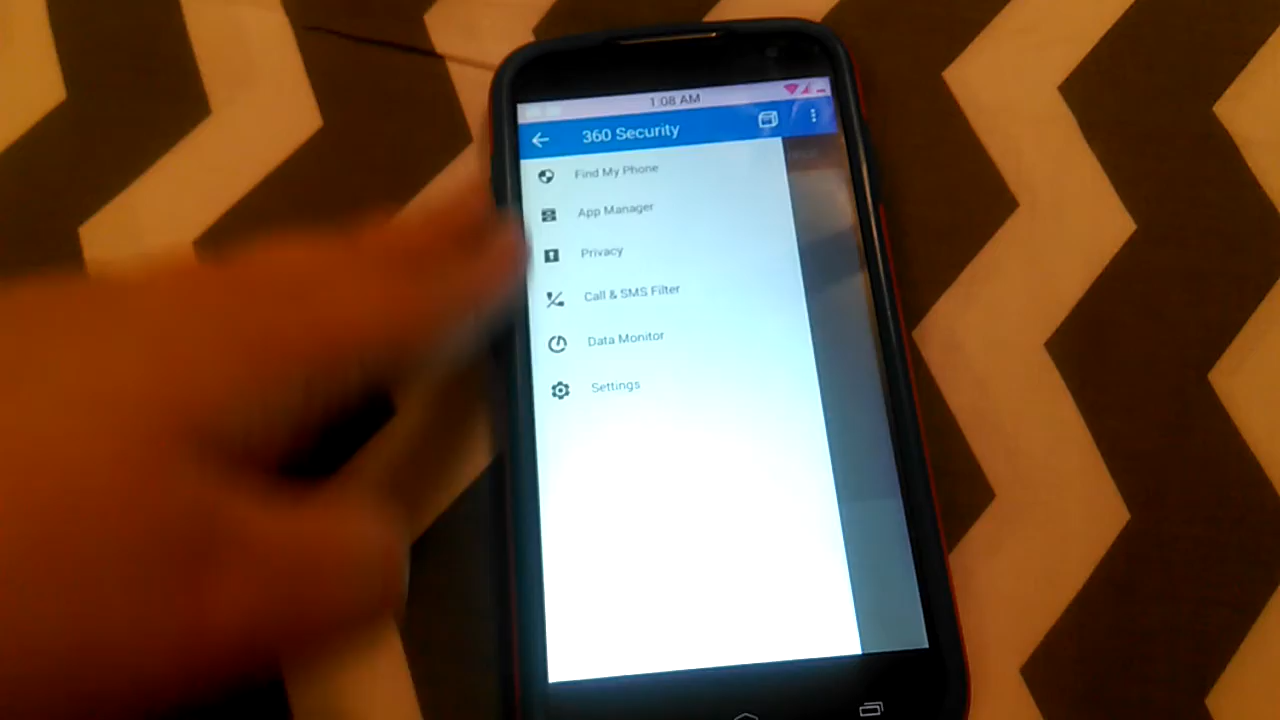 1:08 AM
360 Security
Find My Phone
App Manager
Privacy
Call & SMS Filter
Data Monitor
Settings